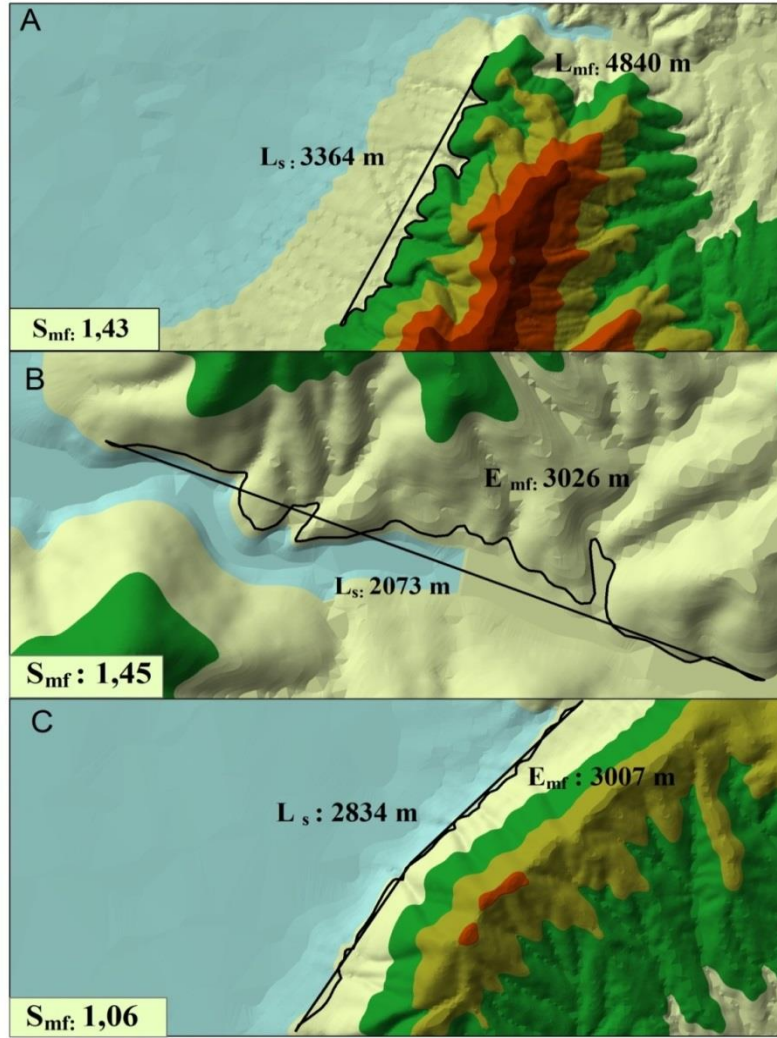 A
Lmf: 4840 m
Ls : 3364 m
Smf: 1,43
B
E mf: 3026 m
Ls: 2073 m
Smf : 1,45
C
Emf : 3007 m
L s : 2834 m
Smf: 1,06